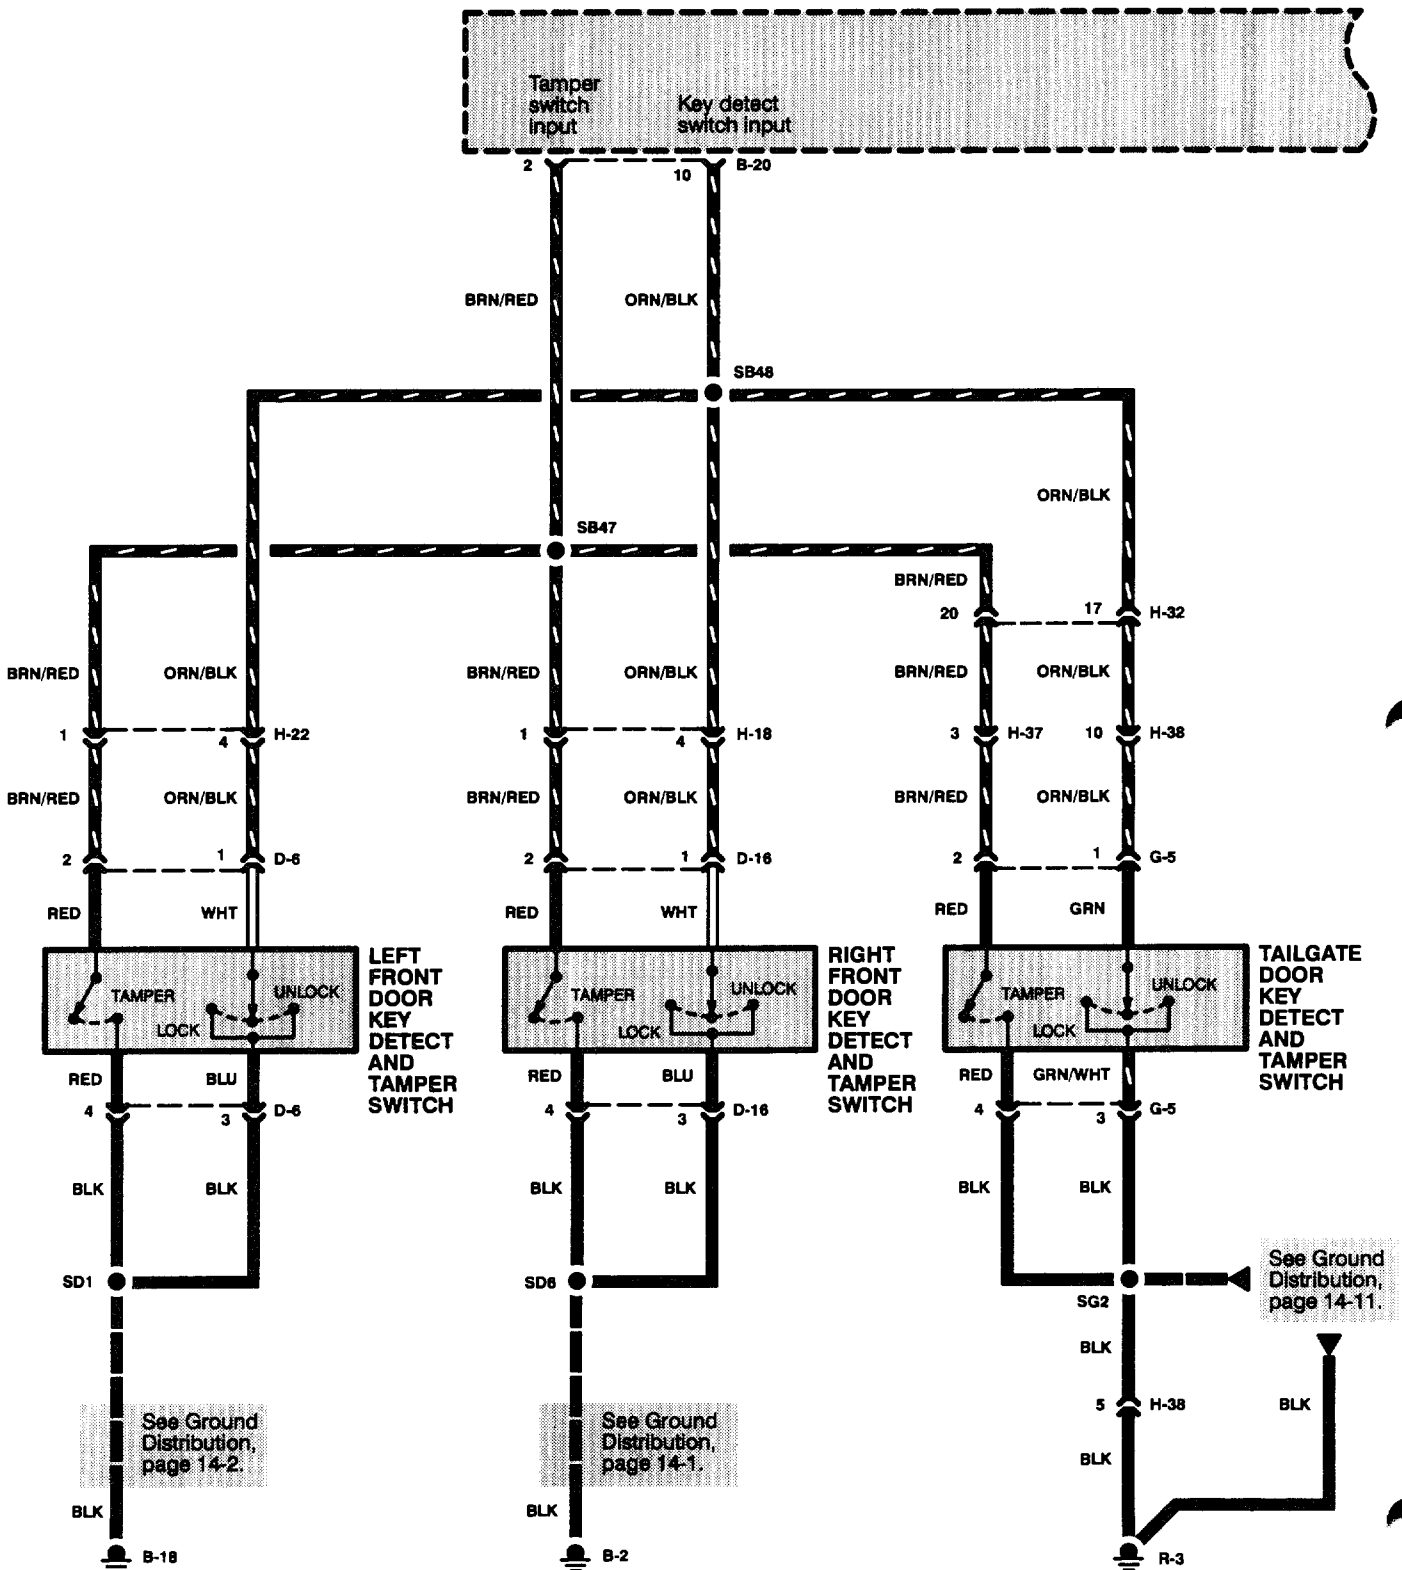 Tamper
switch
input
Key detect
switch input
2
10
B-20
BRN/RED
ORN/BLK
SB48
ORN/BLK
SB47
BRN/RED
20
17
H-32
BRN/RED
ORN/BLK
BRN/RED
ORN/BLK
BRN/RED
ORN/BLK
1
4
H-22
1
4
H-18
3
H-37
10
H-38
BRN/RED
ORN/BLK
BRN/RED
ORN/BLK
BRN/RED
ORN/BLK
2
1
D-6
2
1
D-16
2
1
G-5
RED
WHT
RED
WHT
RED
GRN
TAMPER
UNLOCK
LOCK
LEFT
FRONT
DOOR
KEY
DETECT
AND
TAMPER
SWITCH
TAMPER
UNLOCK
LOCK
RIGHT
FRONT
DOOR
KEY
DETECT
AND
TAMPER
SWITCH
TAMPER
UNLOCK
LOCK
TAILGATE
DOOR
KEY
DETECT
AND
TAMPER
SWITCH
RED
BLU
RED
BLU
RED
GRN/WHT
4
3
D-6
4
3
D-16
4
3
G-5
BLK
BLK
BLK
BLK
BLK
BLK
SD1
SD6
SG2
See Ground
Distribution,
page 14-11.
BLK
5
H-38
BLK
See Ground
Distribution,
page 14-2.
See Ground
Distribution,
page 14-1.
BLK
BLK
BLK
B-18
B-2
R-3